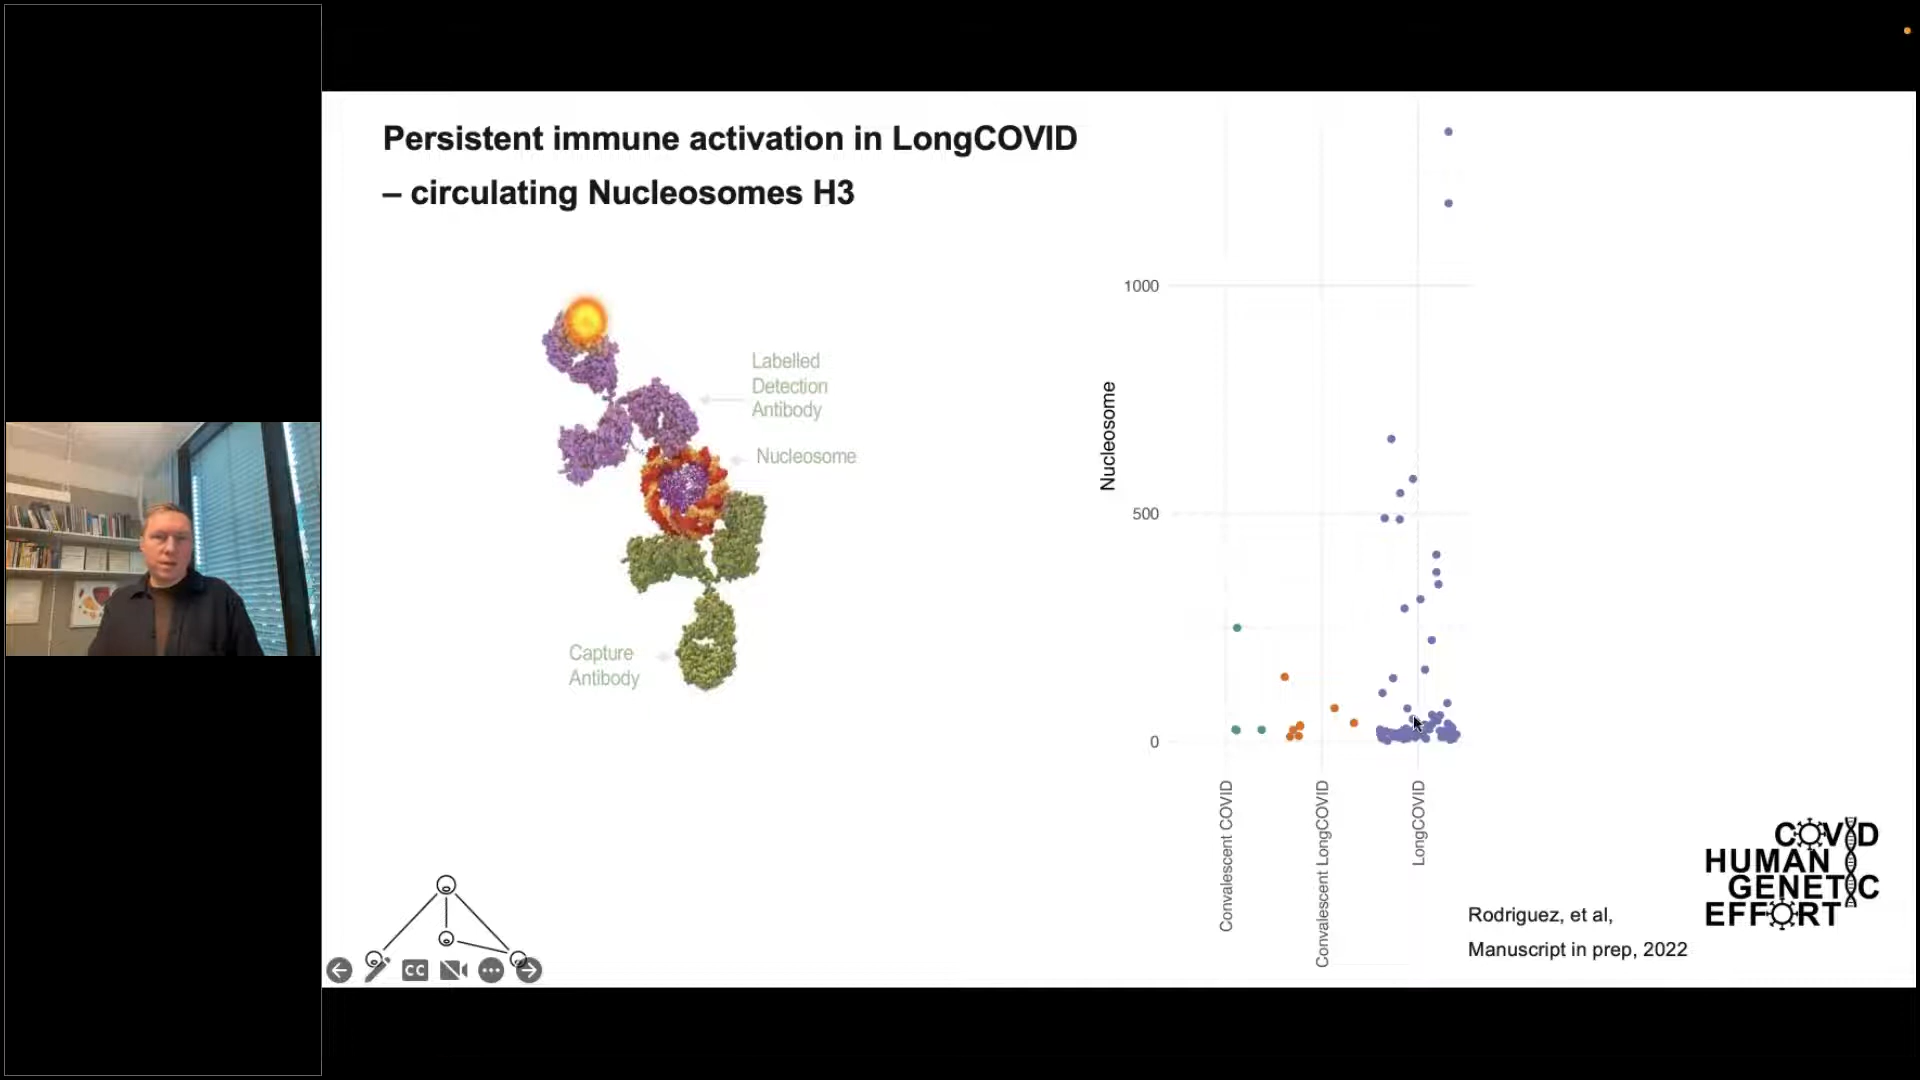 Persistent immune activation in LongCOVID
– circulating Nucleosomes H3
Labelled
Detection
Antibody
Nucleosome
Capture
Antibody
Nucleosome
1000
500
0
Convalescent COVID
Convalescent LongCOVID
LongCOVID
Rodriguez, et al,
Manuscript in prep, 2022
COVID
HUMAN
GENETIC
EFFORT
CC